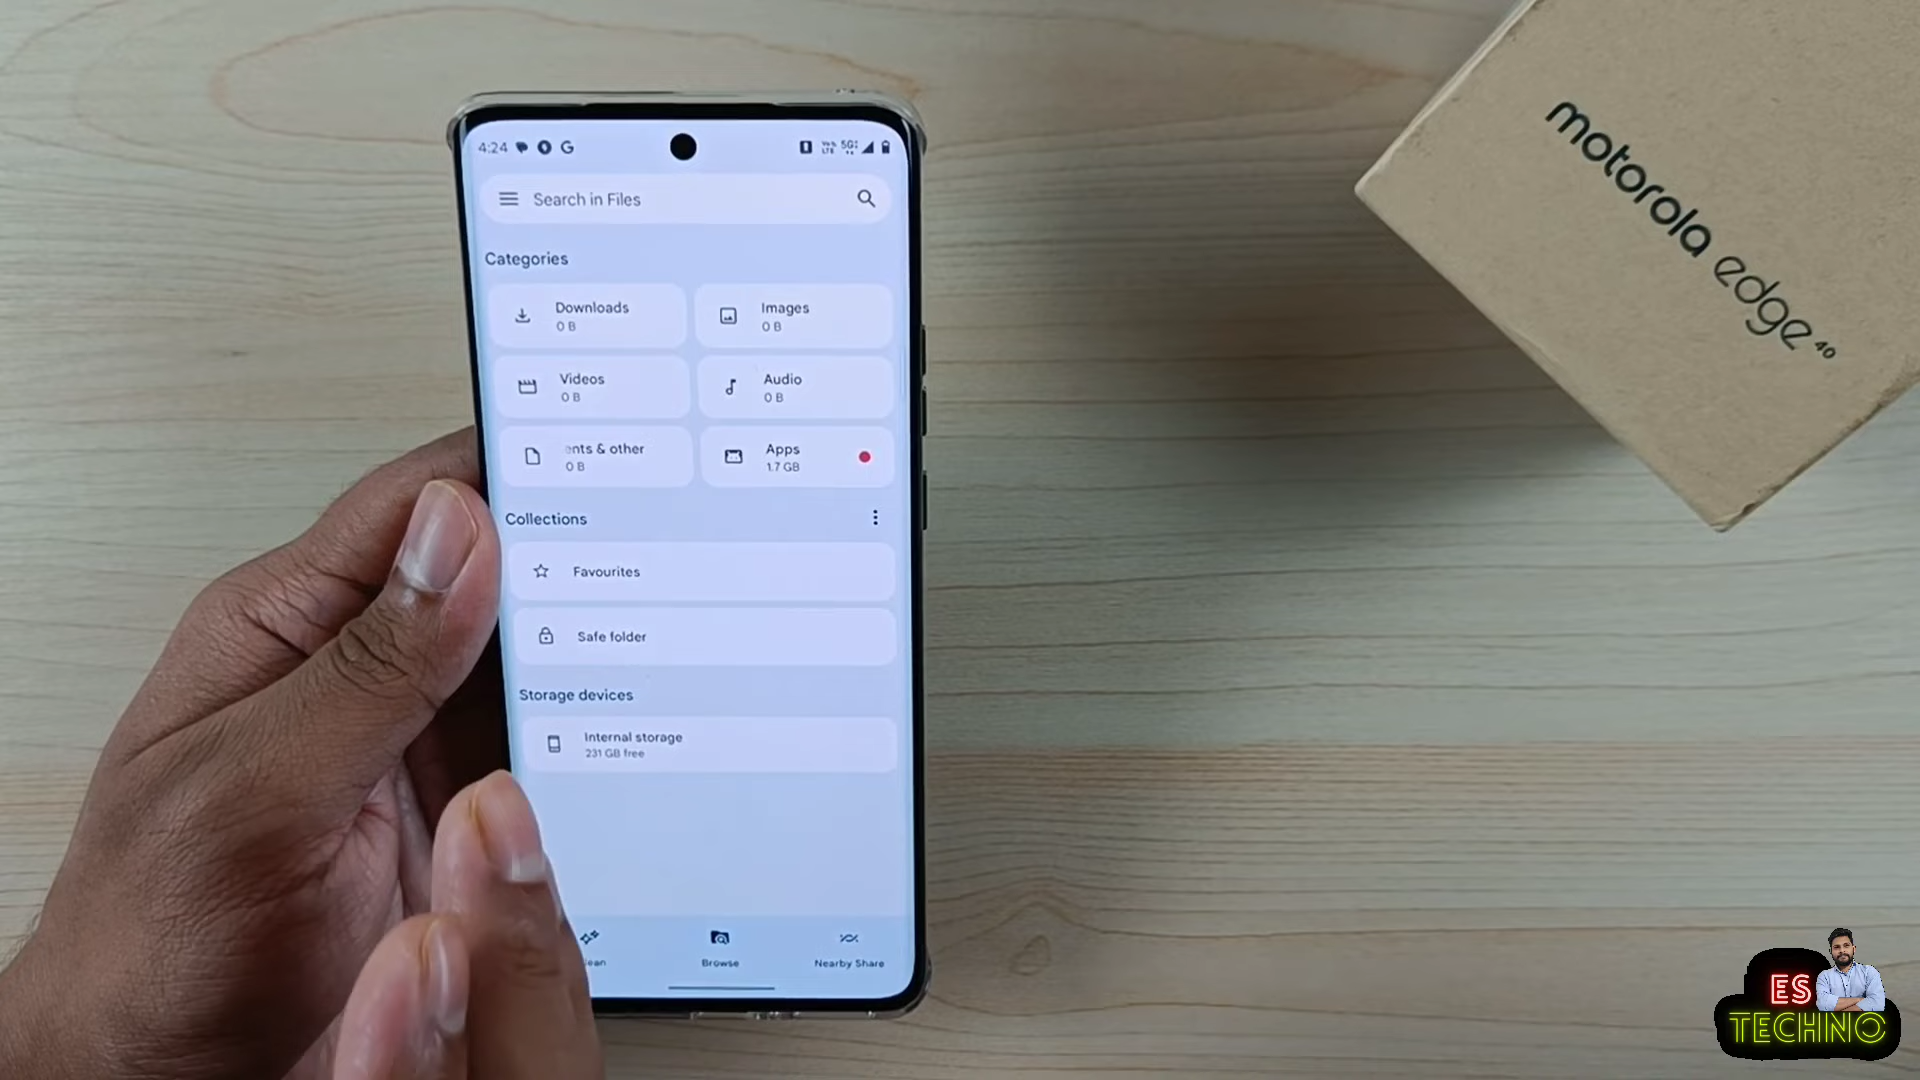 4:24
5G
Search in Files
Categories
Downloads
0 B
Images
0 B
Videos
0 B
Audio
0 B
ents & other
0 B
Apps
1.7 GB
Collections
Favourites
Safe folder
Storage devices
Internal storage
231 GB free
ean
Browse
Nearby Share
motorola edge 40
ES
TECHNO